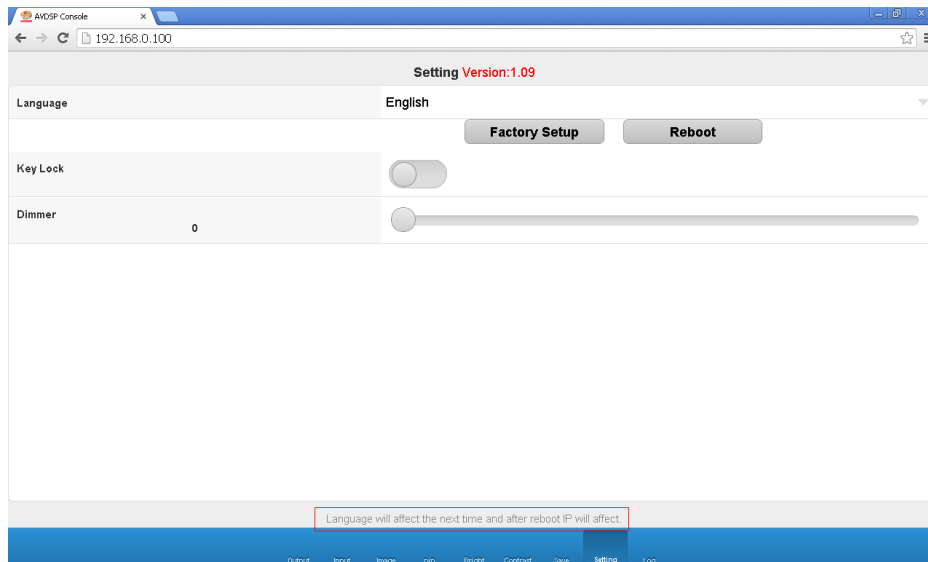 AVDSP Console
192.168.0.100
Setting Version:1.09
Language English
Factory Setup Reboot
Key Lock
Dimmer
0
Language will affect the next time and after reboot IP will affect.
Output Input Image pip Bright Contrast Save Setting Log